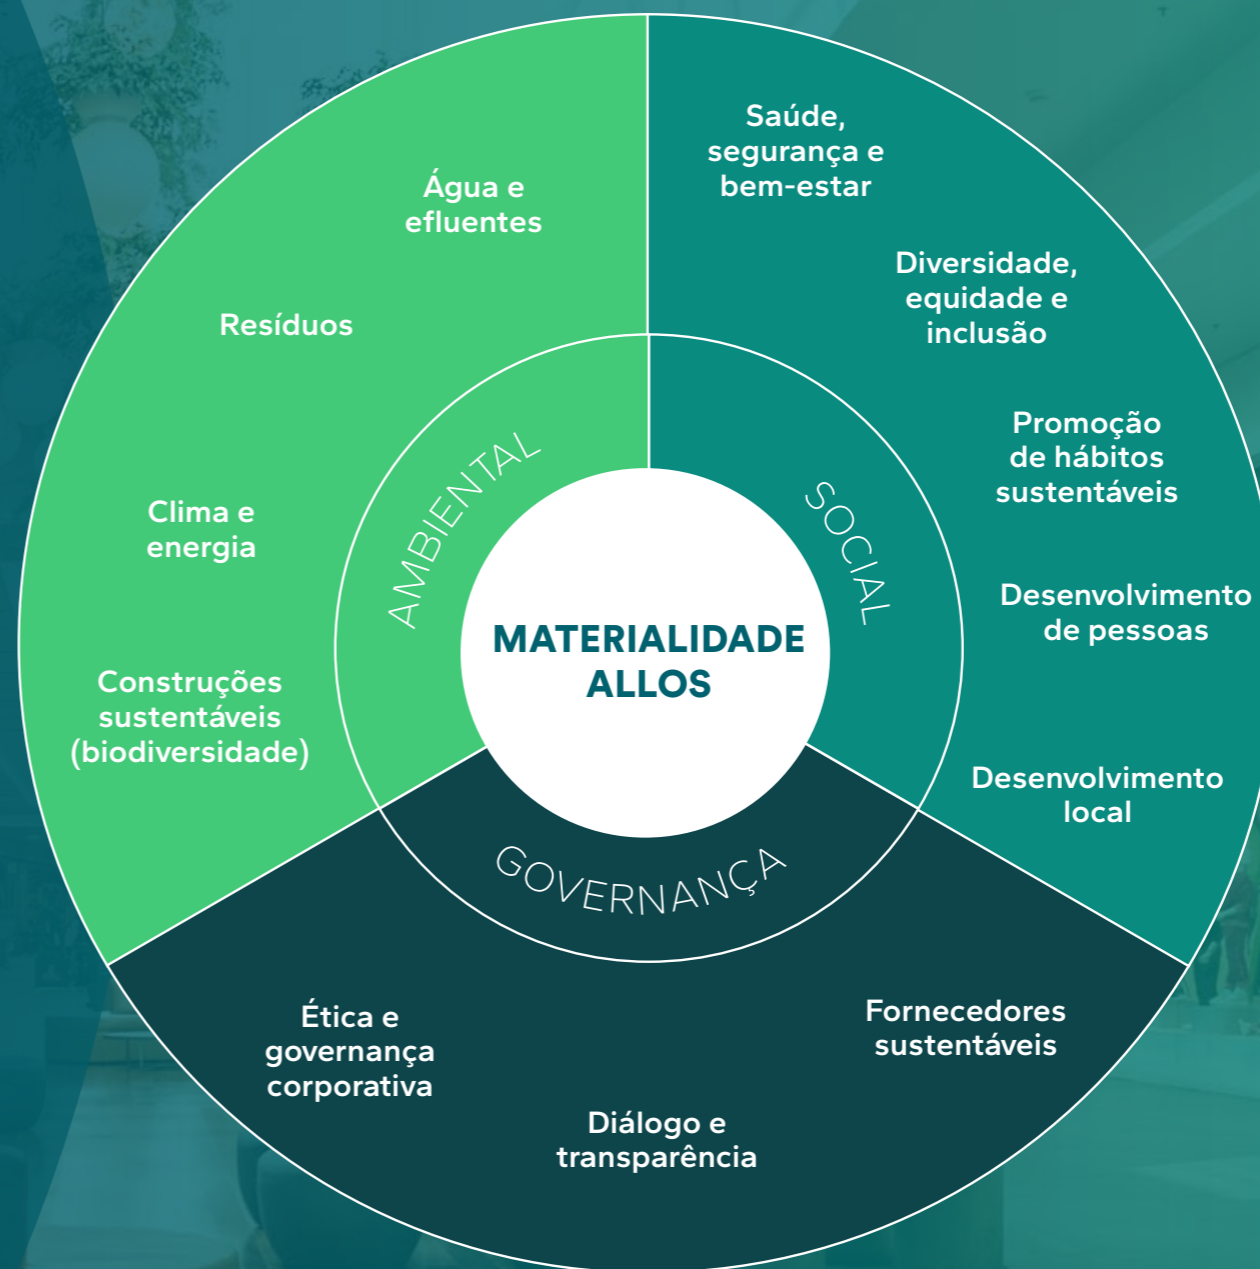 Água e
efluentes
Resíduos
Clima e
energia
Construções
sustentáveis
(biodiversidade)
AMBIENTAL
Saúde,
segurança e
bem-estar
Diversidade,
equidade e
inclusão
Promoção
de hábitos
sustentáveis
Desenvolvimento
de pessoas
Desenvolvimento
local
SOCIAL
MATERIALIDADE
ALLOS
GOVERNANÇA
Ética e
governança
corporativa
Diálogo e
transparência
Fornecedores
sustentáveis